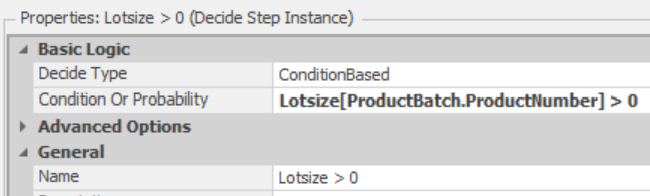 Properties: Lotsize > 0 (Decide Step Instance)
Basic Logic
Decide Type ConditionBased
Condition Or Probability Lotsize[ProductBatch.ProductNumber] > 0
Advanced Options
General
Name Lotsize > 0